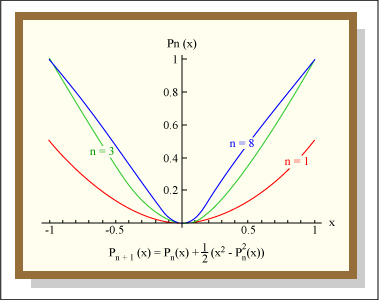 Pn (x)
1
0.8
n = 8
n = 3
0.6
0.4
n = 1
0.2
-1 -0.5 0 0.5 1 x
P_{n + 1} (x) = P_n(x) + \frac{1}{2} (x^2 - P_n^2(x))